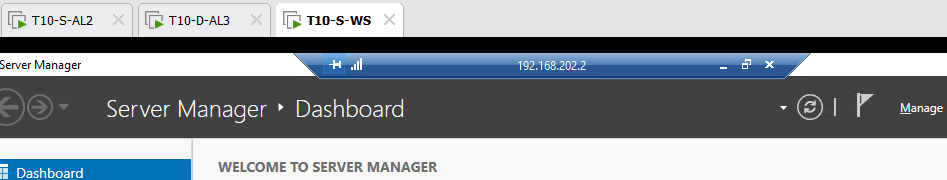 T10-S-AL2 T10-D-AL3 T10-S-WS
Server Manager 192.168.202.2
Server Manager Dashboard Manage
Dashboard WELCOME TO SERVER MANAGER